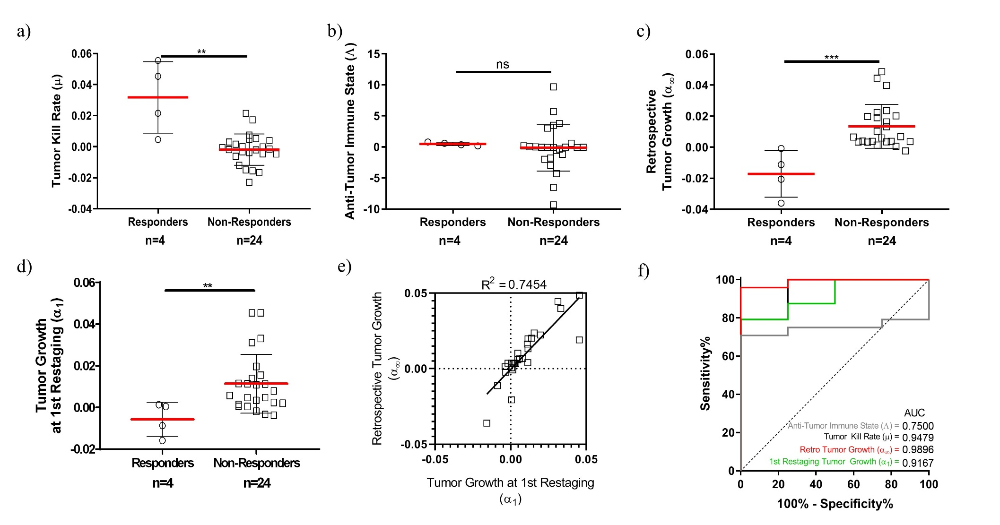 a)
**
Tumor Kill Rate (μ)
0.06
0.04
0.02
0.00
-0.02
-0.04
Responders
Non-Responders
n=4
n=24
b)
ns
Anti-Tumor Immune State (Λ)
15
10
5
0
-5
-10
Responders
Non-Responders
n=4
n=24
c)
***
Retrospective
Tumor Growth (α∞)
0.06
0.04
0.02
0.00
-0.02
-0.04
Responders
Non-Responders
n=4
n=24
d)
**
Tumor Growth
at 1st Restaging (α1)
0.06
0.04
0.02
0.00
-0.02
Responders
Non-Responders
n=4
n=24
e)
R² = 0.7454
Retrospective Tumor Growth
(α∞)
0.05
0.00
-0.05
-0.05
0.00
0.05
Tumor Growth at 1st Restaging
(α1)
f)
Sensitivity%
100
80
60
40
20
0
AUC
Anti-Tumor Immune State (Λ) = 0.7500
Tumor Kill Rate (μ) = 0.9479
Retro Tumor Growth (α∞) = 0.9896
1st Restaging Tumor Growth (α1) = 0.9167
0
20
40
60
80
100
100% - Specificity%